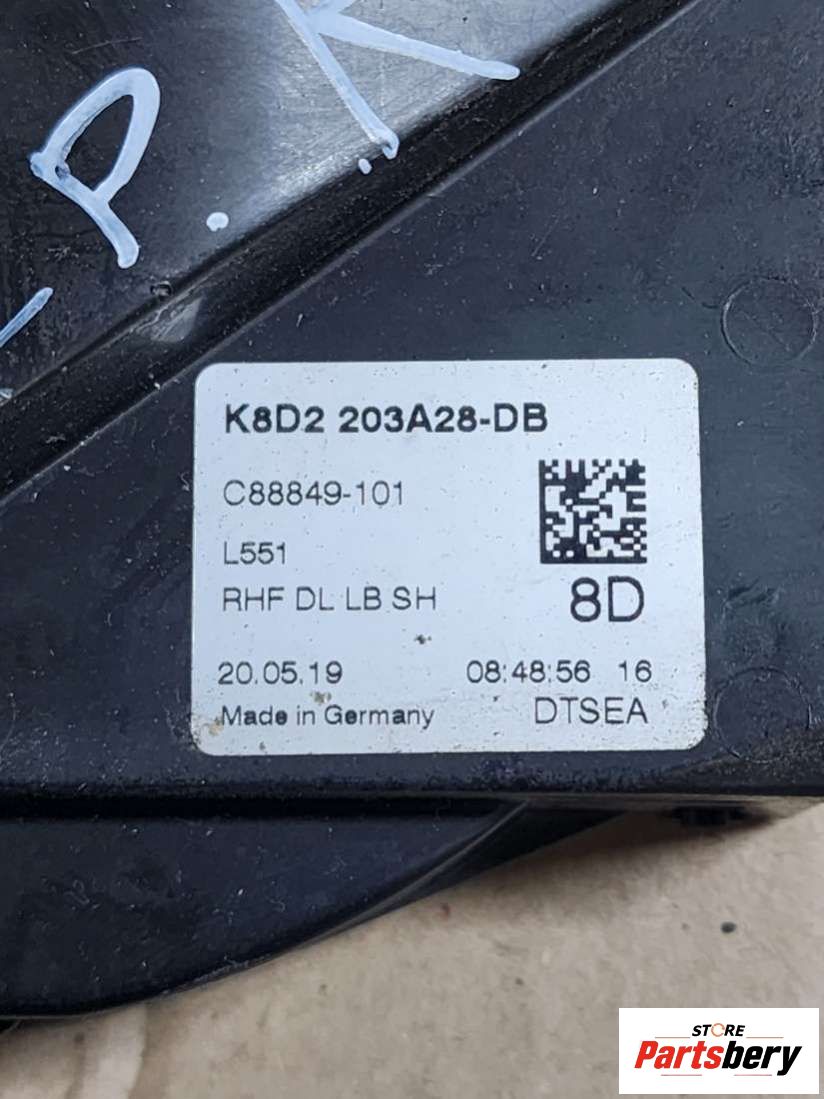 P. R
K8D2 203A28-DB
C88849-101
L551
RHF DL LB SH
8D
20.05.19 08:48:56 16
Made in Germany DTSEA
STORE
Partsbery